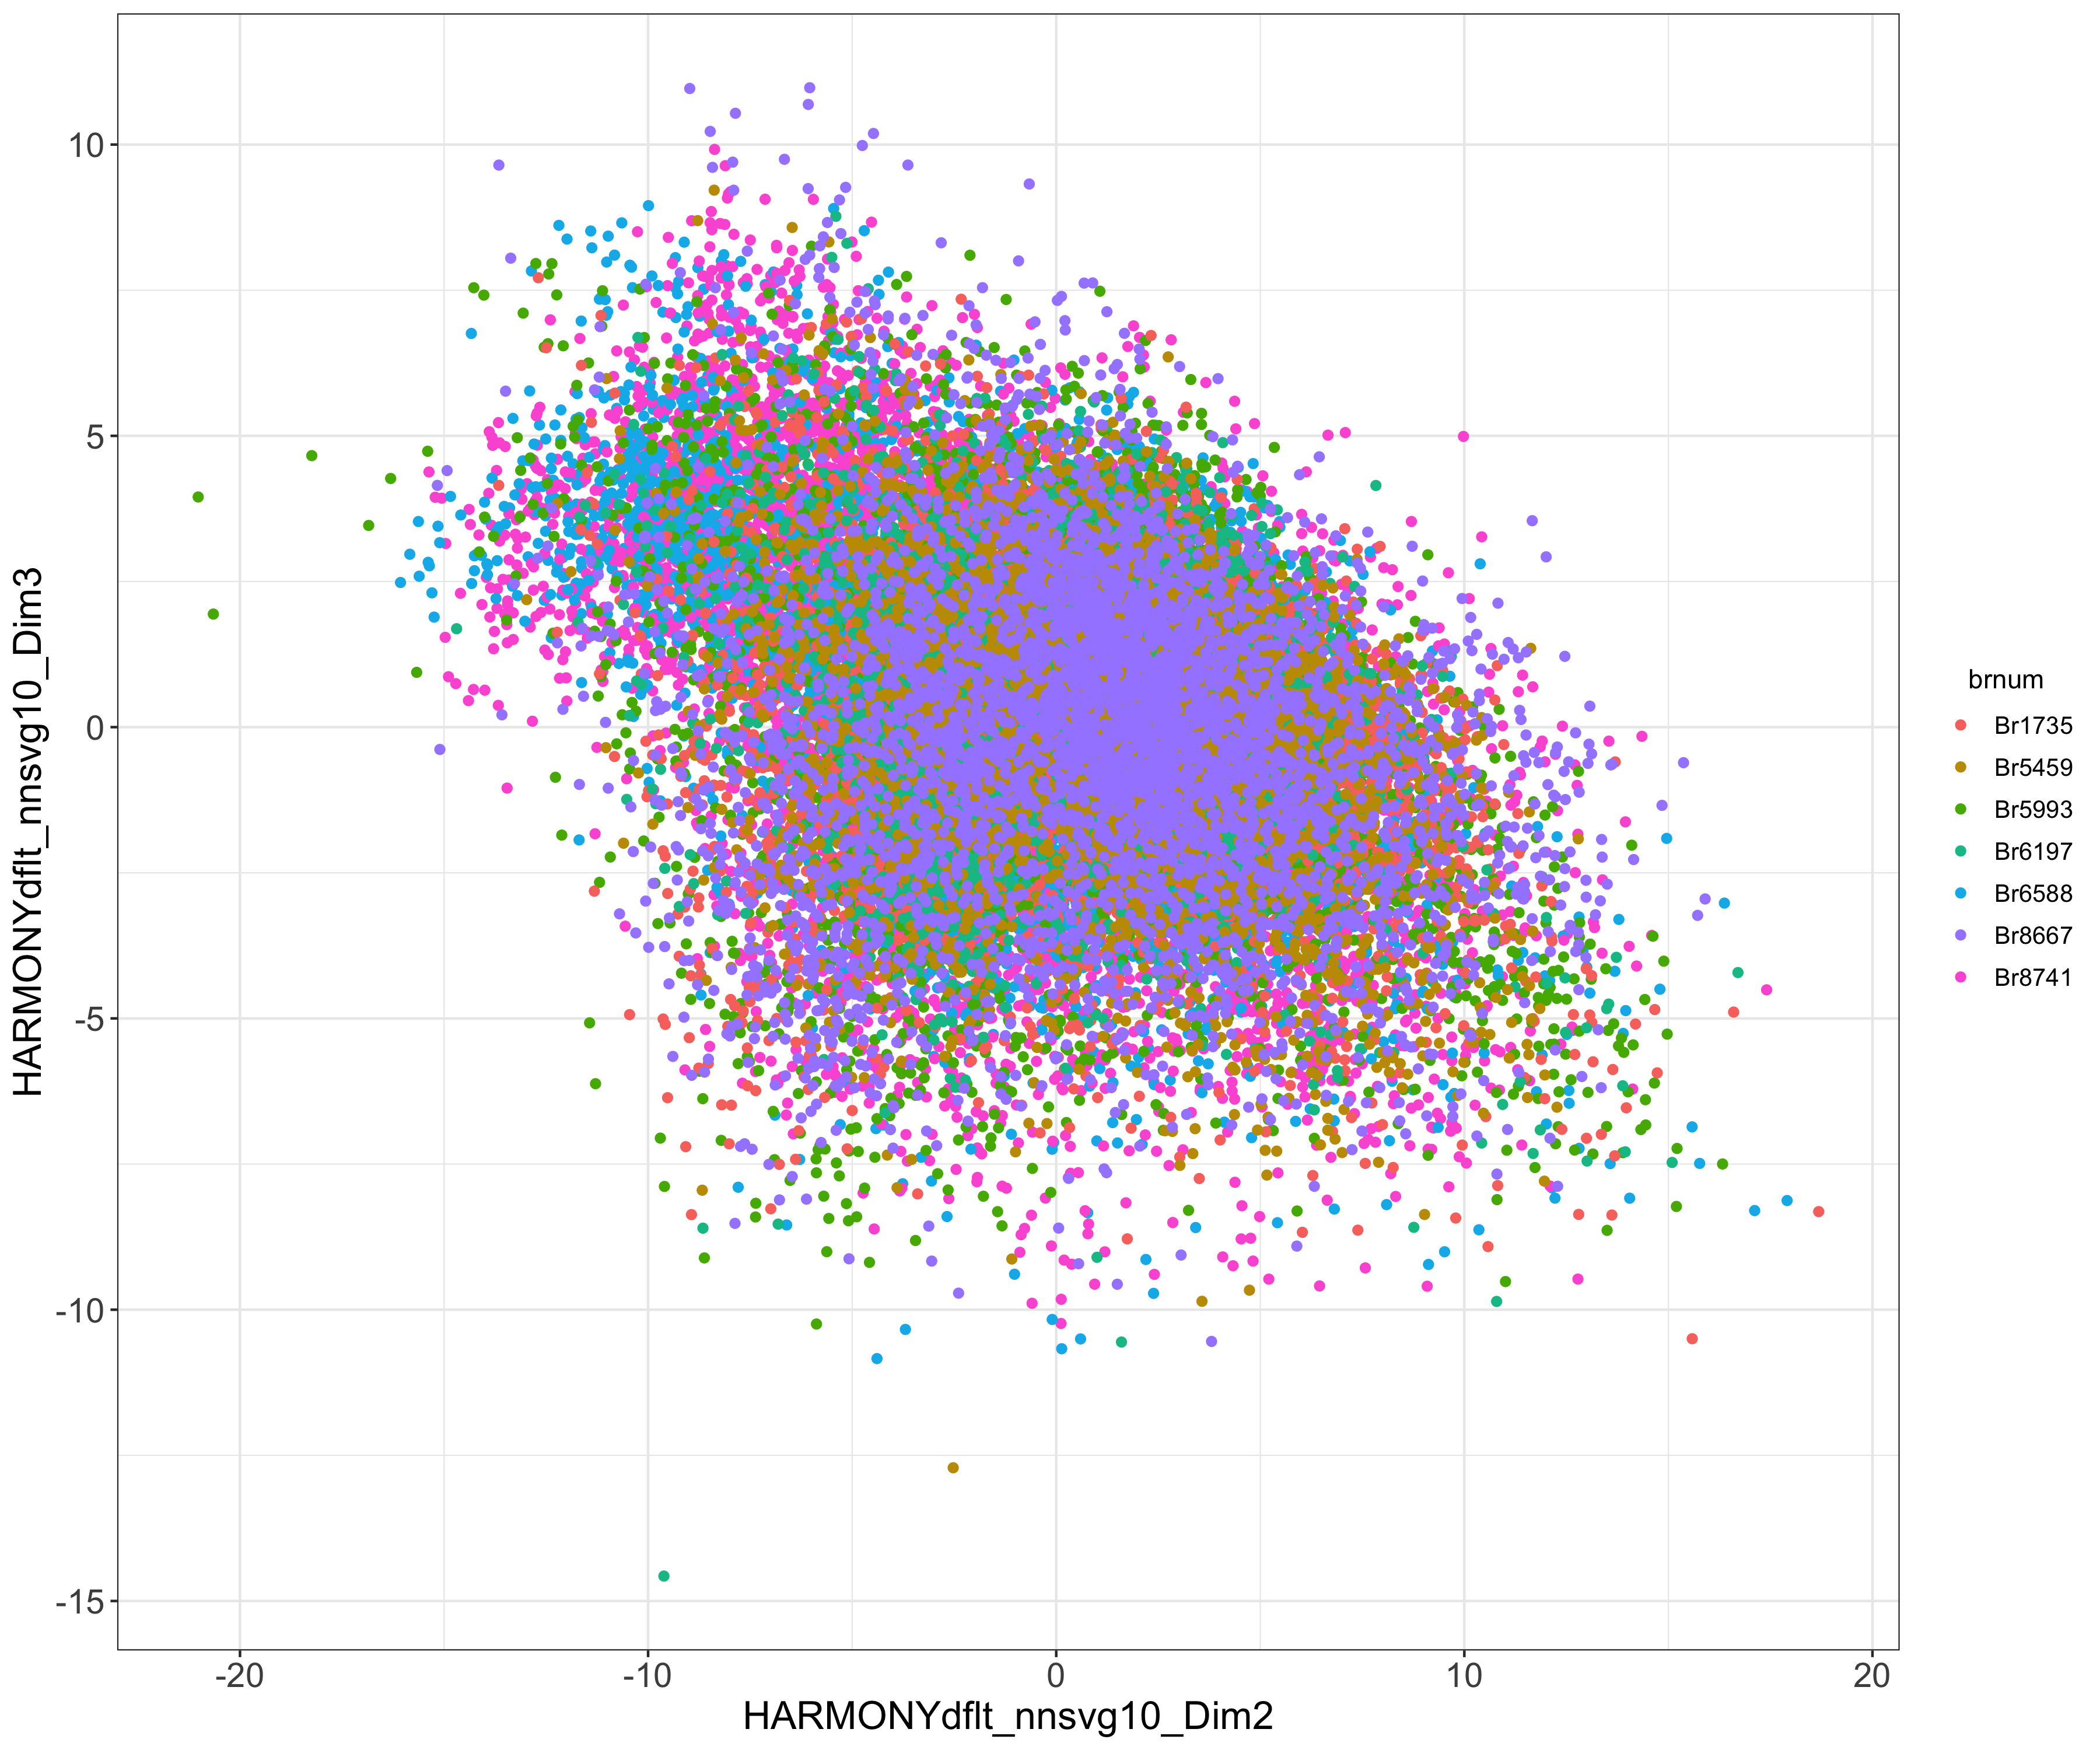 10
5
0
-5
-10
-15
HARMONYdflt_nnsvg10_Dim3
-20
-10
0
10
20
HARMONYdflt_nnsvg10_Dim2
brnum
Br1735
Br5459
Br5993
Br6197
Br6588
Br8667
Br8741